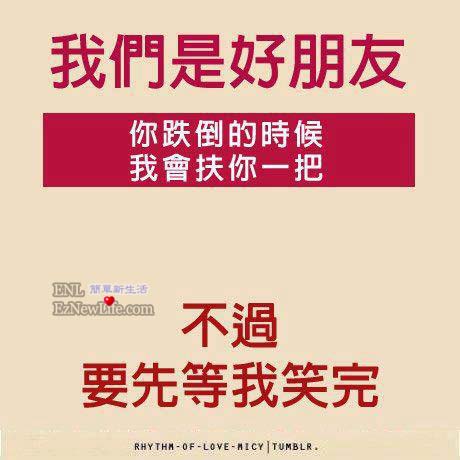 我們是好朋友
你跌倒的時候
我會扶你一把
ENL 簡單新生活
EzNewLife.com
不過
要先等我笑完
RHYTHM-OF-LOVE-MICY|TUMBLR.